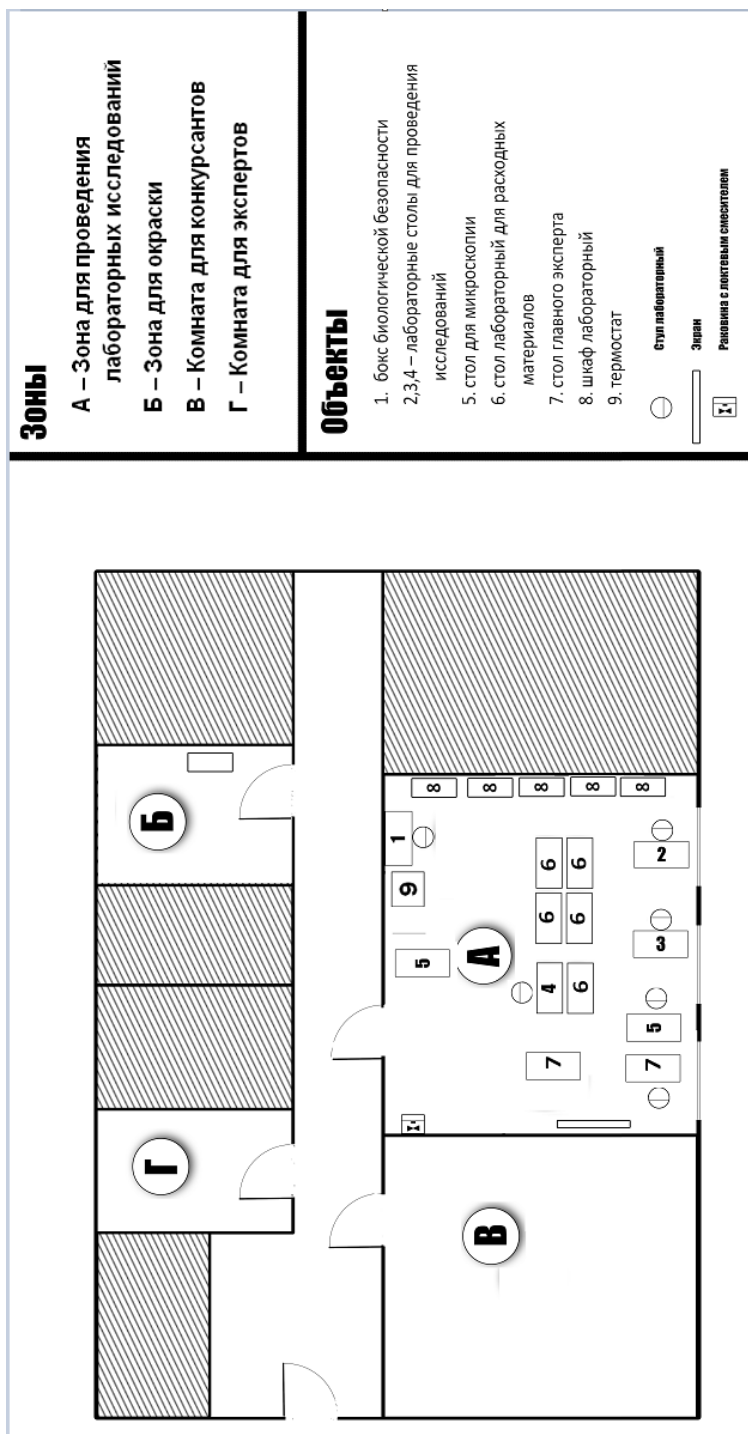 Зоны
А – Зона для проведения
лабораторных исследований
Б – Зона для окраски
В – Комната для конкурсантов
Г – Комната для экспертов
Объекты
1. бокс биологической безопасности
2,3,4 – лабораторные столы для проведения
исследований
5. стол для микроскопии
6. стол лабораторный для расходных
материалов
7. стол главного эксперта
8. шкаф лабораторный
9. термостат
Стул лабораторный
Экран
Раковина с локтевым смесителем
Г
Б
В
А
5
9
1
8
8
8
8
8
7
4
6
6
6
6
6
7
5
3
2